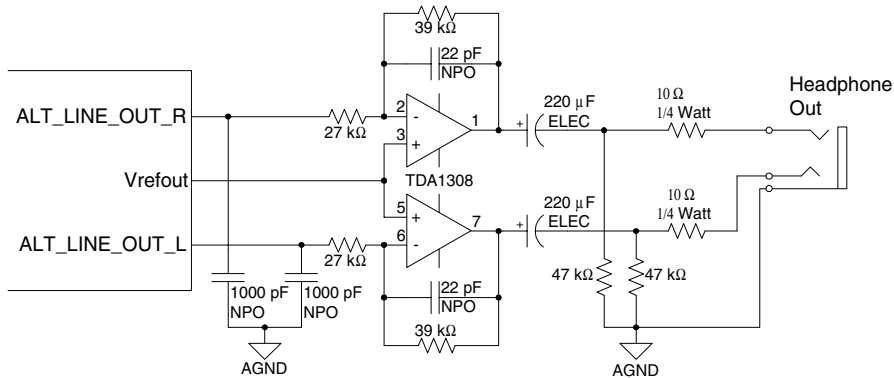 39 kΩ
22 pF
NPO
Headphone
Out
220 µF
ELEC
10 Ω
1/4 Watt
ALT_LINE_OUT_R
27 kΩ
2
-
3
+
1
+
Vrefout
TDA1308
10 Ω
1/4 Watt
220 µF
ELEC
5
+
6
-
7
+
ALT_LINE_OUT_L
27 kΩ
47 kΩ
47 kΩ
1000 pF
NPO
1000 pF
NPO
22 pF
NPO
39 kΩ
AGND
AGND